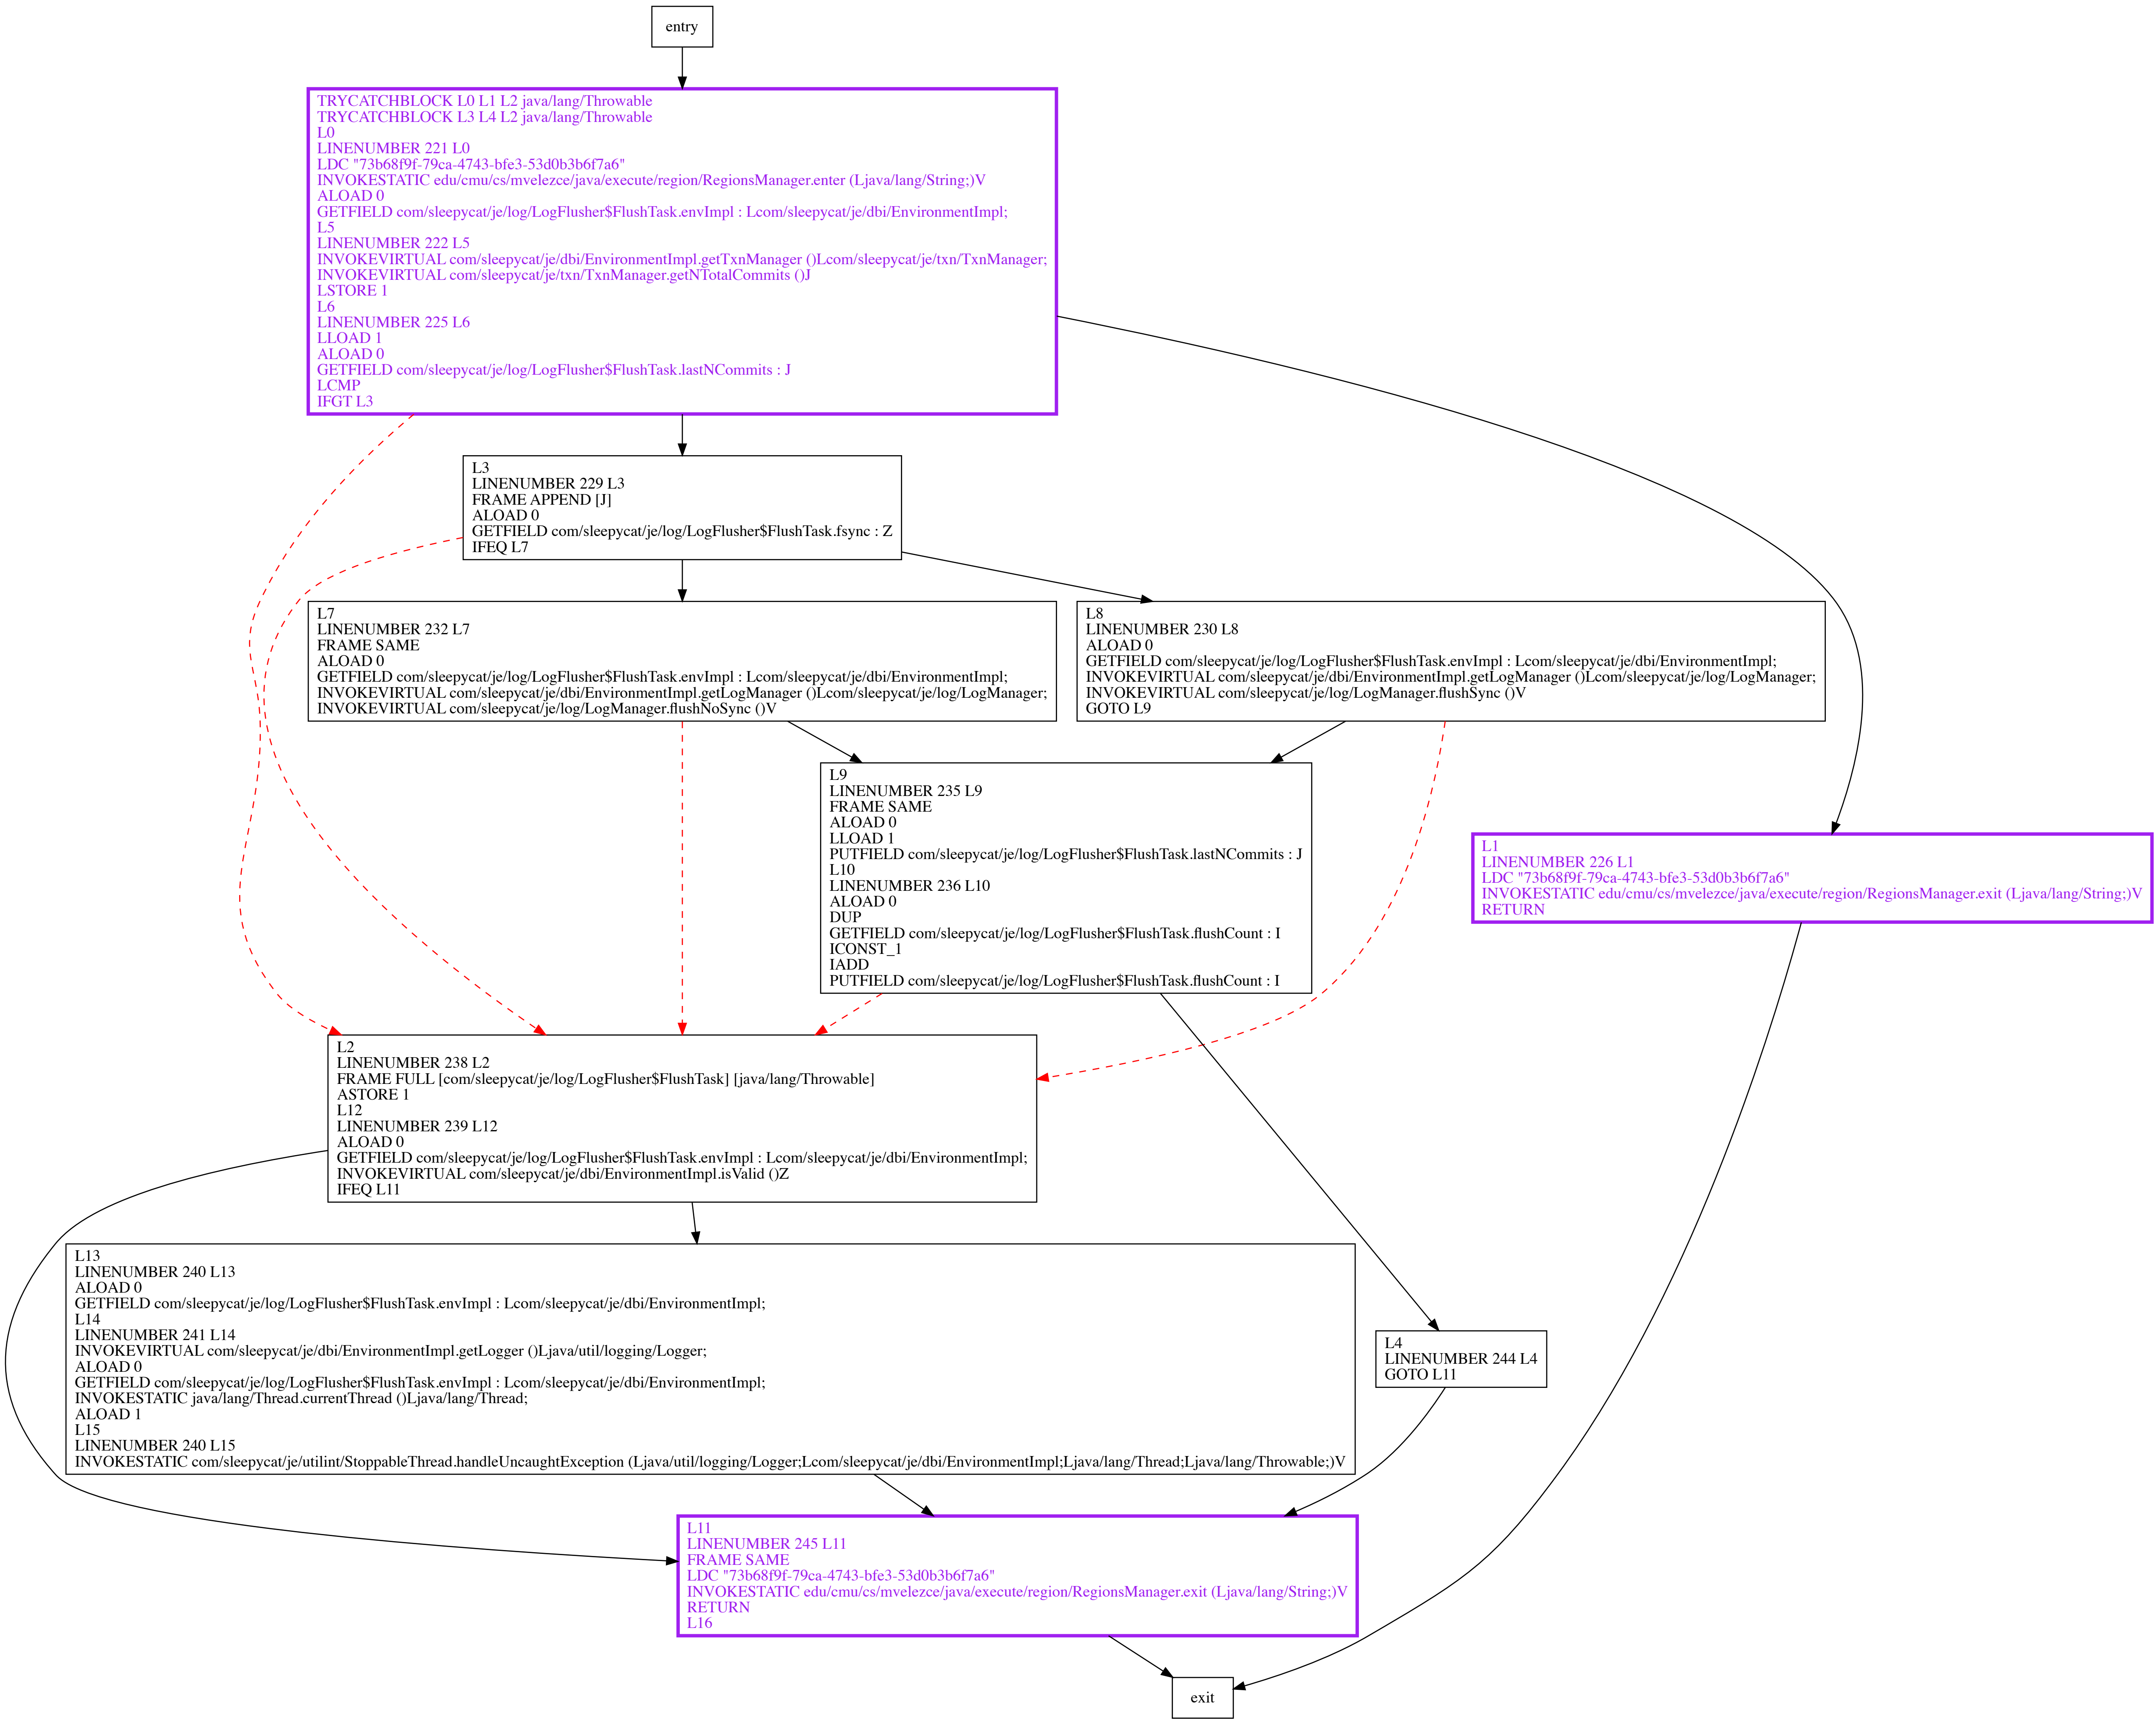 entry
TRYCATCHBLOCK L0 L1 L2 java/lang/Throwable
TRYCATCHBLOCK L3 L4 L2 java/lang/Throwable
L0
LINENUMBER 221 L0
LDC "73b68f9f-79ca-4743-bfe3-53d0b3b6f7a6"
INVOKESTATIC edu/cmu/cs/mvelezce/java/execute/region/RegionsManager.enter (Ljava/lang/String;)V
ALOAD 0
GETFIELD com/sleepycat/je/log/LogFlusher$FlushTask.envImpl : Lcom/sleepycat/je/dbi/EnvironmentImpl;
L5
LINENUMBER 222 L5
INVOKEVIRTUAL com/sleepycat/je/dbi/EnvironmentImpl.getTxnManager ()Lcom/sleepycat/je/txn/TxnManager;
INVOKEVIRTUAL com/sleepycat/je/txn/TxnManager.getNTotalCommits ()J
LSTORE 1
L6
LINENUMBER 225 L6
LLOAD 1
ALOAD 0
GETFIELD com/sleepycat/je/log/LogFlusher$FlushTask.lastNCommits : J
LCMP
IFGT L3
L3
LINENUMBER 229 L3
FRAME APPEND [J]
ALOAD 0
GETFIELD com/sleepycat/je/log/LogFlusher$FlushTask.fsync : Z
IFEQ L7
L7
LINENUMBER 232 L7
FRAME SAME
ALOAD 0
GETFIELD com/sleepycat/je/log/LogFlusher$FlushTask.envImpl : Lcom/sleepycat/je/dbi/EnvironmentImpl;
INVOKEVIRTUAL com/sleepycat/je/dbi/EnvironmentImpl.getLogManager ()Lcom/sleepycat/je/log/LogManager;
INVOKEVIRTUAL com/sleepycat/je/log/LogManager.flushNoSync ()V
L8
LINENUMBER 230 L8
ALOAD 0
GETFIELD com/sleepycat/je/log/LogFlusher$FlushTask.envImpl : Lcom/sleepycat/je/dbi/EnvironmentImpl;
INVOKEVIRTUAL com/sleepycat/je/dbi/EnvironmentImpl.getLogManager ()Lcom/sleepycat/je/log/LogManager;
INVOKEVIRTUAL com/sleepycat/je/log/LogManager.flushSync ()V
GOTO L9
L9
LINENUMBER 235 L9
FRAME SAME
ALOAD 0
LLOAD 1
PUTFIELD com/sleepycat/je/log/LogFlusher$FlushTask.lastNCommits : J
L10
LINENUMBER 236 L10
ALOAD 0
DUP
GETFIELD com/sleepycat/je/log/LogFlusher$FlushTask.flushCount : I
ICONST_1
IADD
PUTFIELD com/sleepycat/je/log/LogFlusher$FlushTask.flushCount : I
L1
LINENUMBER 226 L1
LDC "73b68f9f-79ca-4743-bfe3-53d0b3b6f7a6"
INVOKESTATIC edu/cmu/cs/mvelezce/java/execute/region/RegionsManager.exit (Ljava/lang/String;)V
RETURN
L2
LINENUMBER 238 L2
FRAME FULL [com/sleepycat/je/log/LogFlusher$FlushTask] [java/lang/Throwable]
ASTORE 1
L12
LINENUMBER 239 L12
ALOAD 0
GETFIELD com/sleepycat/je/log/LogFlusher$FlushTask.envImpl : Lcom/sleepycat/je/dbi/EnvironmentImpl;
INVOKEVIRTUAL com/sleepycat/je/dbi/EnvironmentImpl.isValid ()Z
IFEQ L11
L13
LINENUMBER 240 L13
ALOAD 0
GETFIELD com/sleepycat/je/log/LogFlusher$FlushTask.envImpl : Lcom/sleepycat/je/dbi/EnvironmentImpl;
L14
LINENUMBER 241 L14
INVOKEVIRTUAL com/sleepycat/je/dbi/EnvironmentImpl.getLogger ()Ljava/util/logging/Logger;
ALOAD 0
GETFIELD com/sleepycat/je/log/LogFlusher$FlushTask.envImpl : Lcom/sleepycat/je/dbi/EnvironmentImpl;
INVOKESTATIC java/lang/Thread.currentThread ()Ljava/lang/Thread;
ALOAD 1
L15
LINENUMBER 240 L15
INVOKESTATIC com/sleepycat/je/utilint/StoppableThread.handleUncaughtException (Ljava/util/logging/Logger;Lcom/sleepycat/je/dbi/EnvironmentImpl;Ljava/lang/Thread;Ljava/lang/Throwable;)V
L4
LINENUMBER 244 L4
GOTO L11
L11
LINENUMBER 245 L11
FRAME SAME
LDC "73b68f9f-79ca-4743-bfe3-53d0b3b6f7a6"
INVOKESTATIC edu/cmu/cs/mvelezce/java/execute/region/RegionsManager.exit (Ljava/lang/String;)V
RETURN
L16
exit